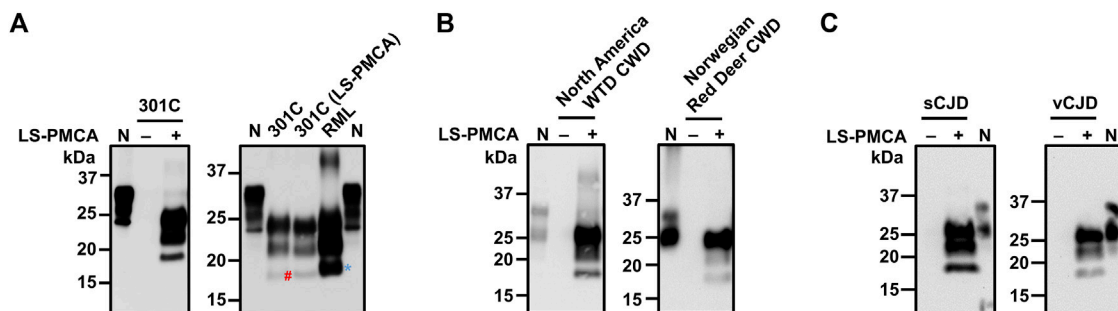 A
301C
LS-PMCA
N
–
+
kDa
37
25
20
15
N
301C
301C (LS-PMCA)
RML
N
37
25
20
15
#
*
B
North America
WTD CWD
LS-PMCA
N
–
+
kDa
37
25
20
15
Norwegian
Red Deer CWD
N
–
+
37
25
20
15
C
sCJD
LS-PMCA
–
+
N
kDa
37
25
20
15
vCJD
–
+
N
37
25
20
15